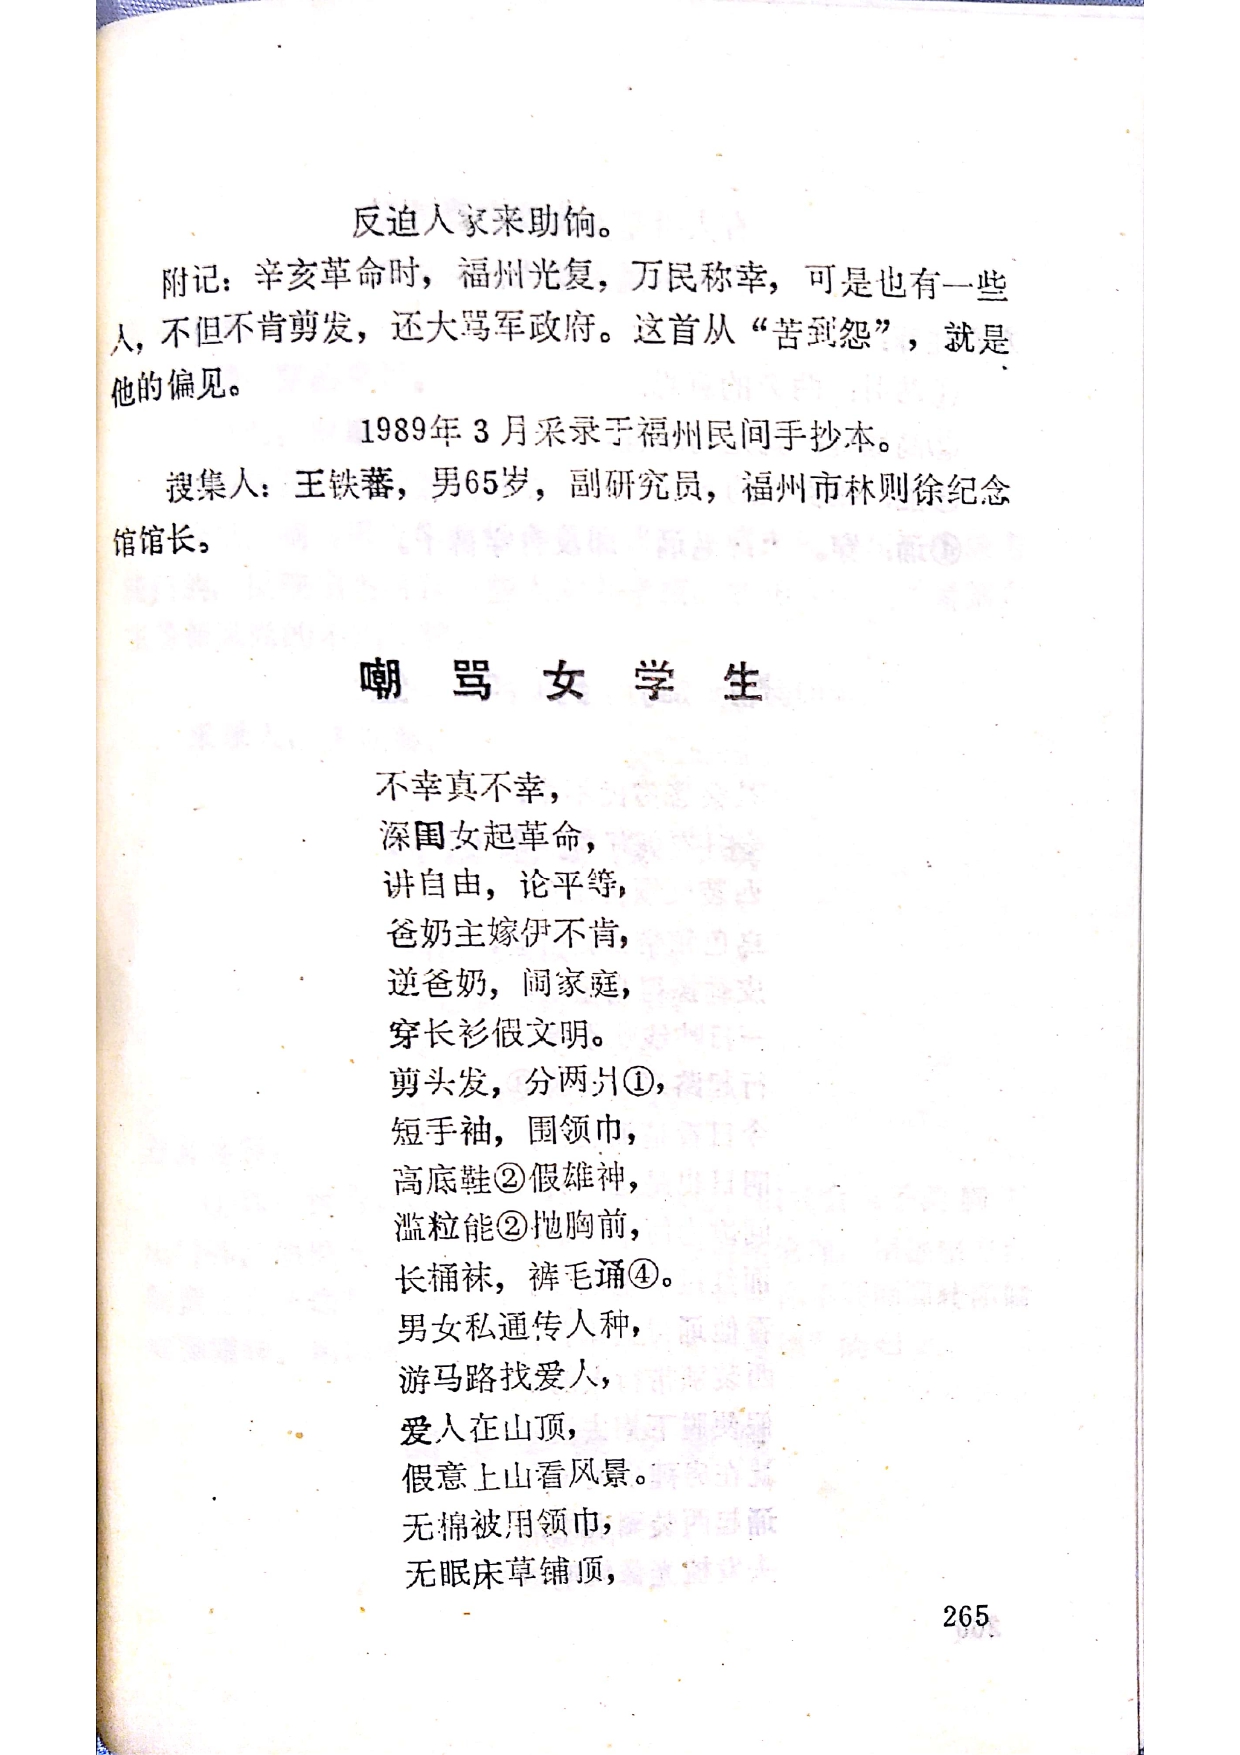 反迫人家来助饷。
附记：辛亥革命时，福州光复，万民称幸，可是也有一些
人，不但不肯剪发，还大骂军政府。这首从“苦到怨”，就是
他的偏见。
1989年3月采录于福州民间手抄本。
搜集人：王铁蕃，男65岁，副研究员，福州市林则徐纪念
馆馆长。
嘲骂女学生
不幸真不幸，
深闺女起革命，
讲自由，论平等，
爸奶主嫁伊不肯，
逆爸奶，闹家庭，
穿长衫假文明。
剪头发，分两爿①，
短手袖，围领巾，
高底鞋②假雄神，
滥粒能②抛胸前，
长桶袜，裤毛诵④。
男女私通传人种，
游马路找爱人，
爱人在山顶，
假意上山看风景。
无棉被用领巾，
无眠床草铺顶，
265